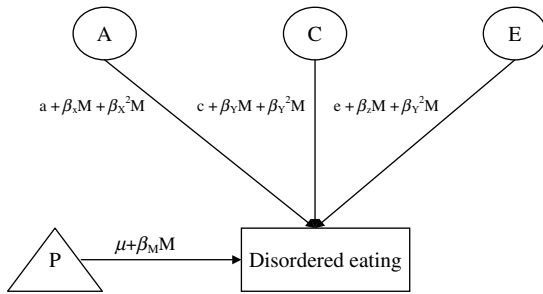 A C E
a + βxM + βX²M c + βYM + βY²M e + βzM + βY²M
μ+βMM
P Disordered eating